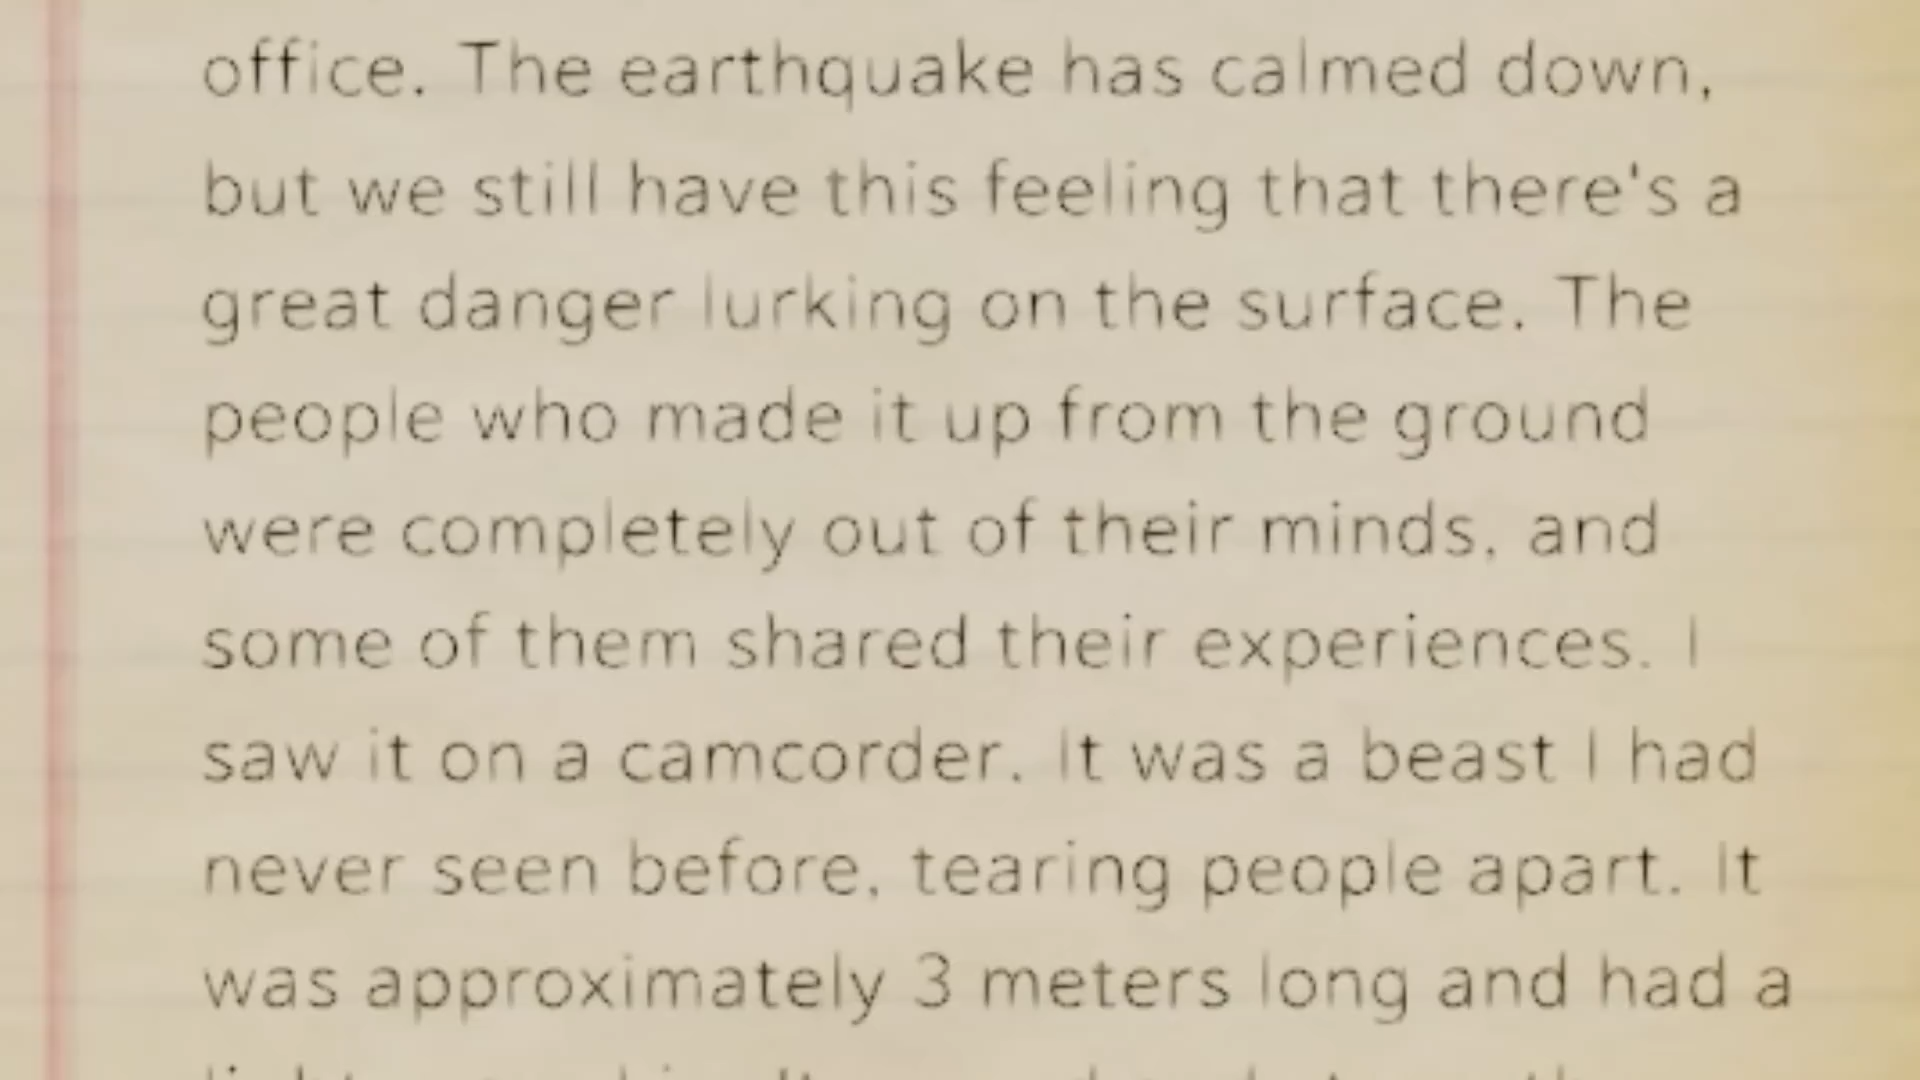 office. The earthquake has calmed down,
but we still have this feeling that there's a
great danger lurking on the surface. The
people who made it up from the ground
were completely out of their minds, and
some of them shared their experiences. I
saw it on a camcorder. It was a beast I had
never seen before, tearing people apart. It
was approximately 3 meters long and had a